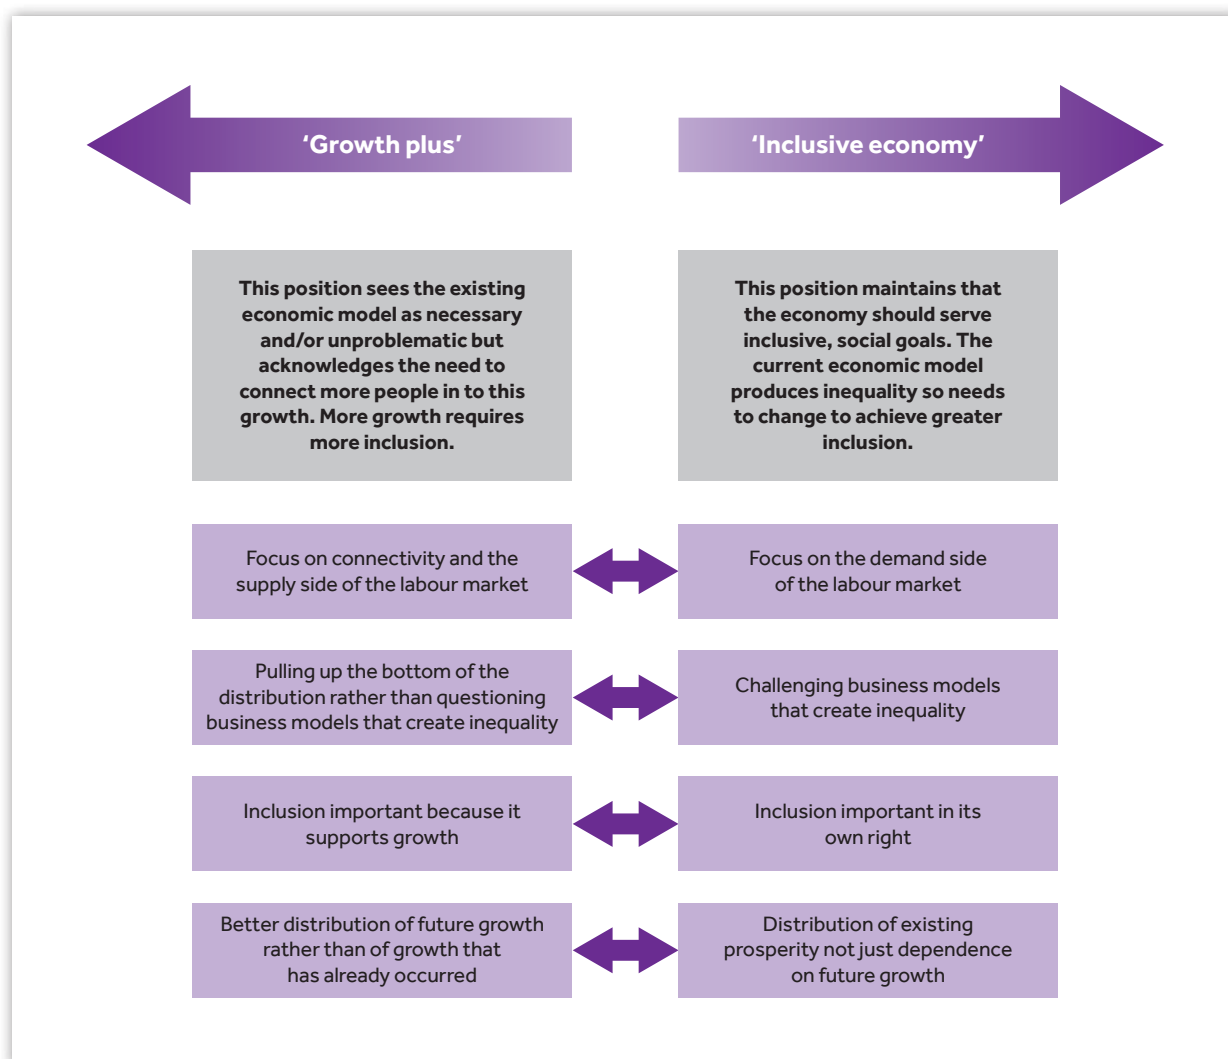 ‘Growth plus’
‘Inclusive economy’
This position sees the existing
economic model as necessary
and/or unproblematic but
acknowledges the need to
connect more people in to this
growth. More growth requires
more inclusion.
This position maintains that
the economy should serve
inclusive, social goals. The
current economic model
produces inequality so needs
to change to achieve greater
inclusion.
Focus on connectivity and the
supply side of the labour market
Focus on the demand side
of the labour market
Pulling up the bottom of the
distribution rather than questioning
business models that create inequality
Challenging business models
that create inequality
Inclusion important because it
supports growth
Inclusion important in its
own right
Better distribution of future growth
rather than of growth that
has already occurred
Distribution of existing
prosperity not just dependence
on future growth